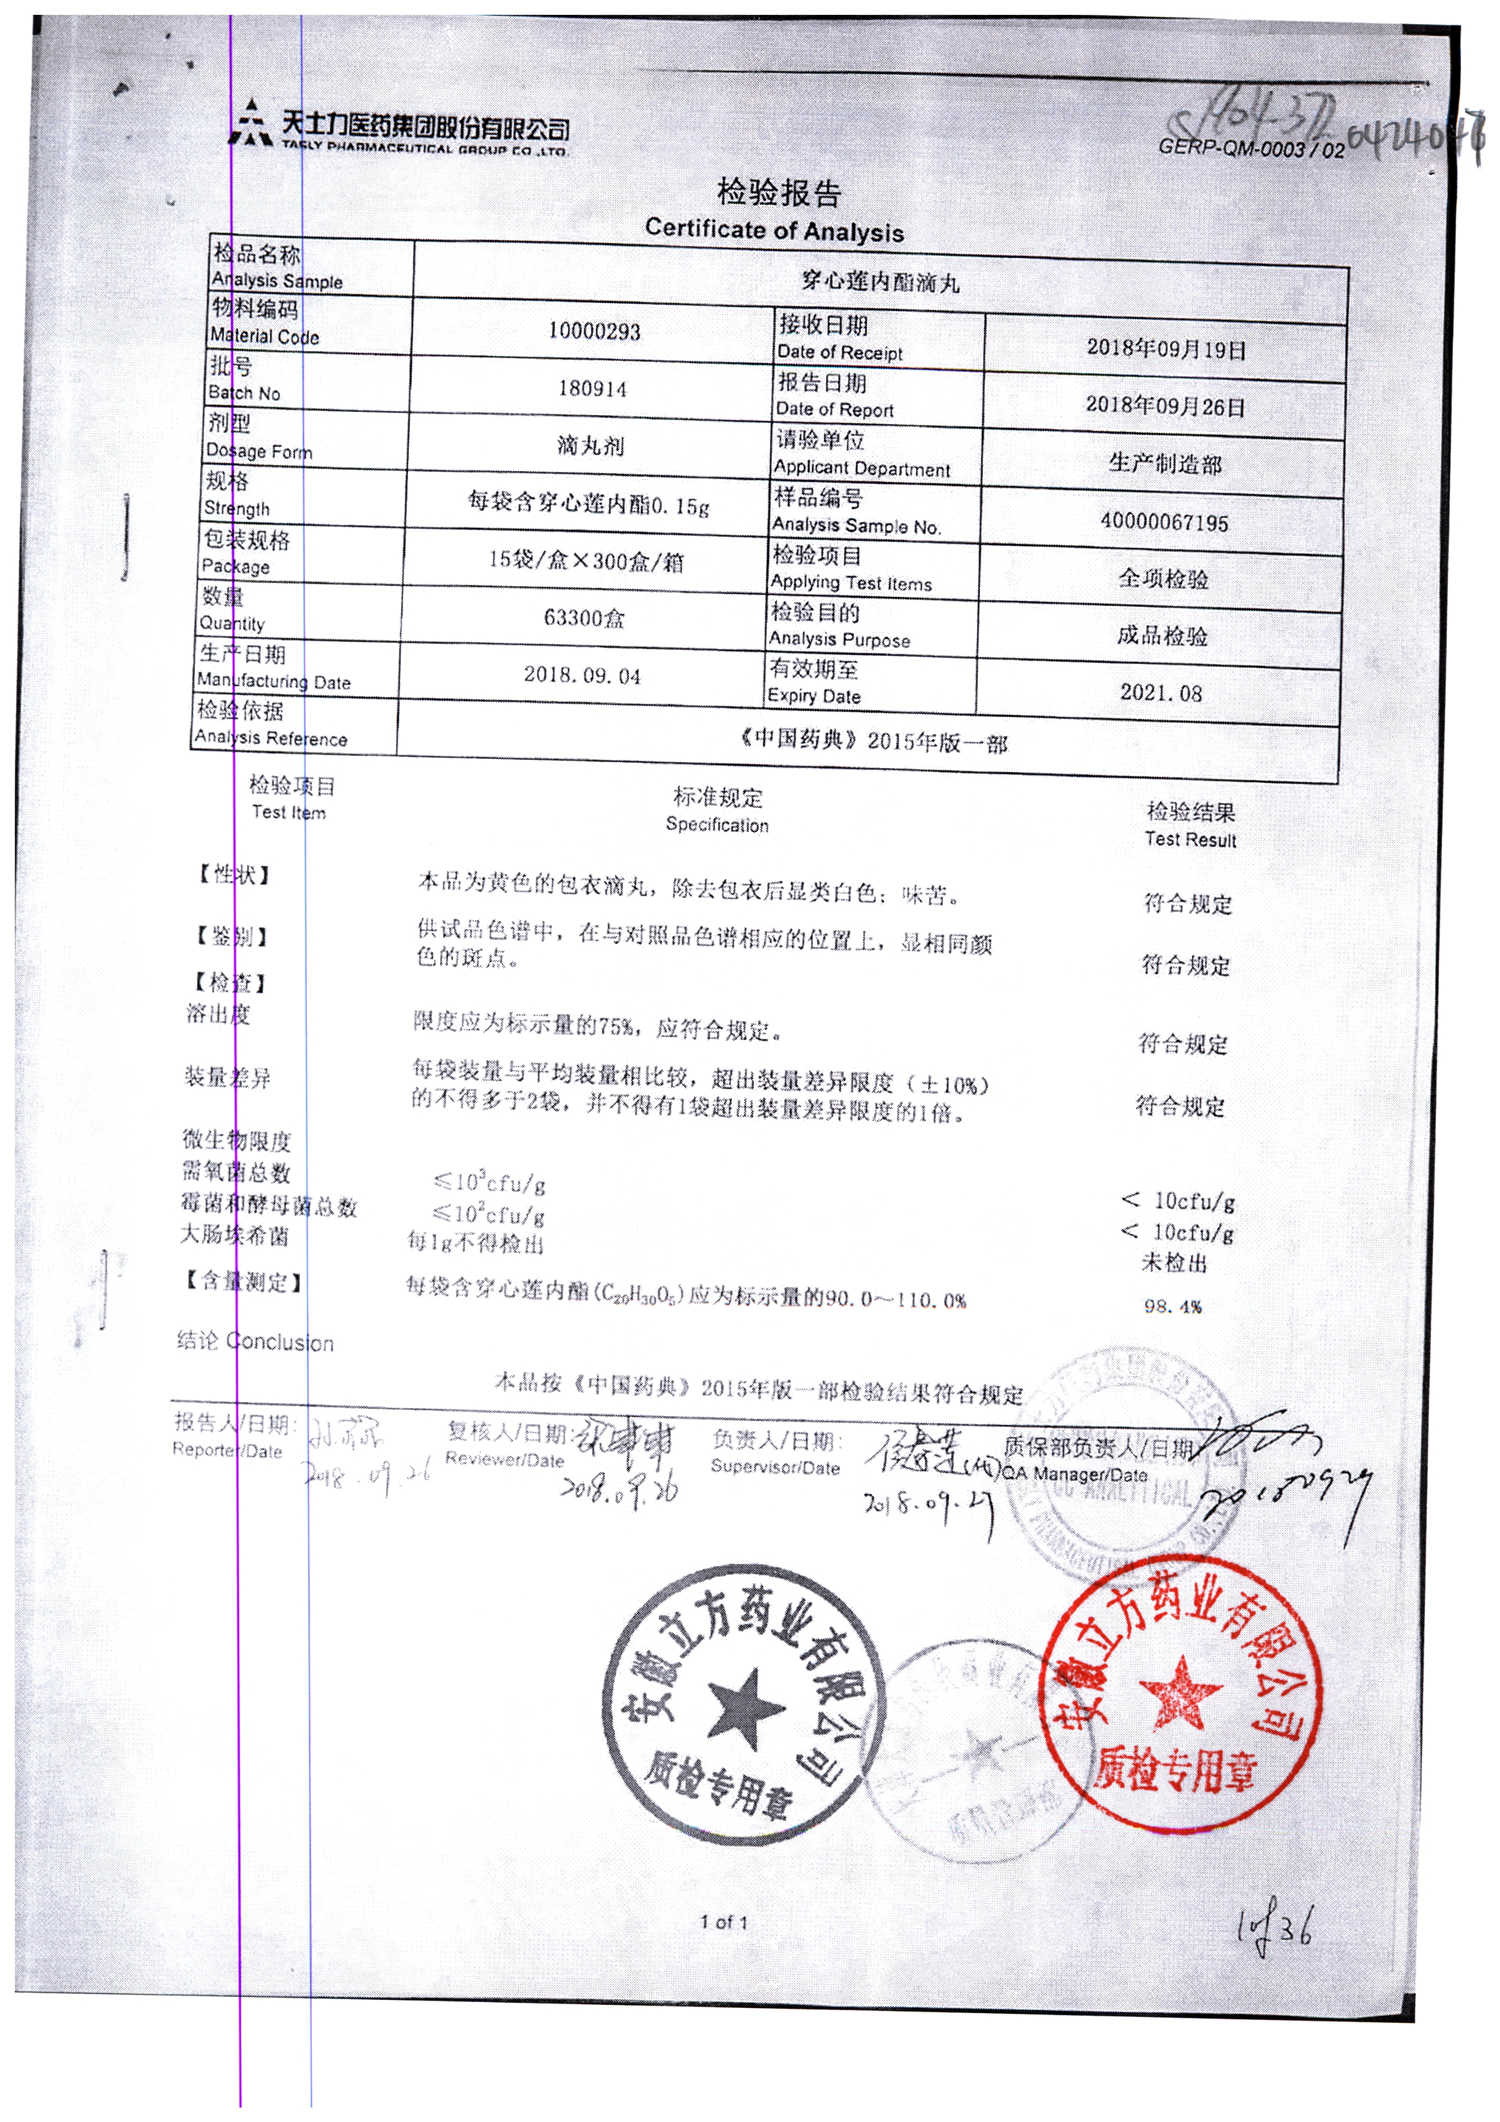 天士力医药集团股份有限公司
TASLY PHARMACEUTICAL GROUP CO.,LTD.
GERP-QM-0003 / 02
检验报告
Certificate of Analysis
检品名称
Analysis Sample
穿心莲内酯滴丸
物料编码
Material Code
10000293
接收日期
Date of Receipt
2018年09月19日
批号
Batch No
180914
报告日期
Date of Report
2018年09月26日
剂型
Dosage Form
滴丸剂
请验单位
Applicant Department
生产制造部
规格
Strength
每袋含穿心莲内酯0.15g
样品编号
Analysis Sample No.
40000067195
包装规格
Package
15袋/盒×300盒/箱
检验项目
Applying Test Items
全项检验
数量
Quantity
63300盒
检验目的
Analysis Purpose
成品检验
生产日期
Manufacturing Date
2018.09.04
有效期至
Expiry Date
2021.08
检验依据
Analysis Reference
《中国药典》2015年版一部
检验项目
Test Item
标准规定
Specification
检验结果
Test Result
【性状】 本品为黄色的包衣滴丸，除去包衣后显类白色；味苦。 符合规定
【鉴别】 供试品色谱中，在与对照品色谱相应的位置上，显相同颜
色的斑点。 符合规定
【检查】
溶出度 限度应为标示量的75%，应符合规定。 符合规定
装量差异 每袋装量与平均装量相比较，超出装量差异限度（±10%）
的不得多于2袋，并不得有1袋超出装量差异限度的1倍。 符合规定
微生物限度
需氧菌总数 ≤10³cfu/g < 10cfu/g
霉菌和酵母菌总数 ≤10²cfu/g < 10cfu/g
大肠埃希菌 每1g不得检出 未检出
【含量测定】 每袋含穿心莲内酯(C₂₀H₃₀O₅)应为标示量的90.0～110.0% 98.4%
结论 Conclusion
本品按《中国药典》2015年版一部检验结果符合规定
报告人/日期:
Reporter/Date
2018.09.26
复核人/日期:
Reviewer/Date
2018.09.26
负责人/日期:
Supervisor/Date
2018.09.27
质保部负责人/日期
QA Manager/Date
20180929
安徽立方药业有限公司
质检专用章
安徽立方药业有限公司
质检专用章
1 of 1
1 of 36